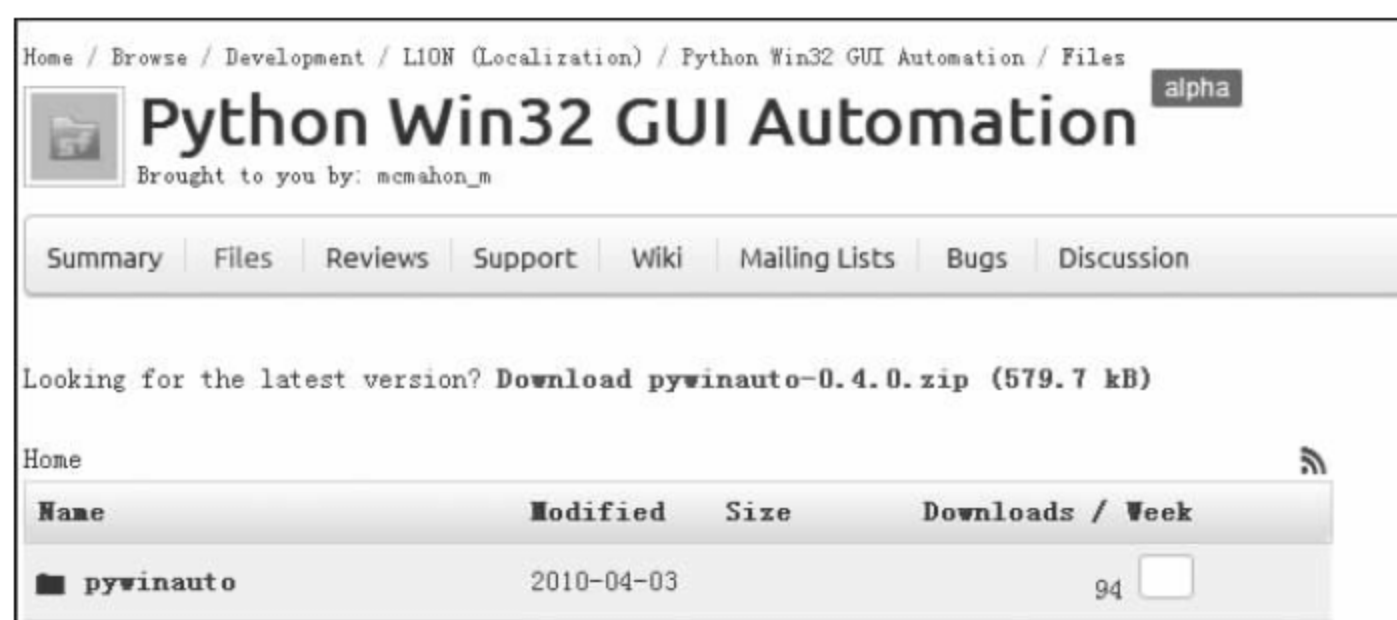 Home / Browse / Development / L10N (Localization) / Python Win32 GUI Automation / Files
Python Win32 GUI Automation alpha
Brought to you by: mcmahon_m
Summary Files Reviews Support Wiki Mailing Lists Bugs Discussion
Looking for the latest version? Download pywinauto-0.4.0.zip (579.7 kB)
Home
Name Modified Size Downloads / Week
pywinauto 2010-04-03 94